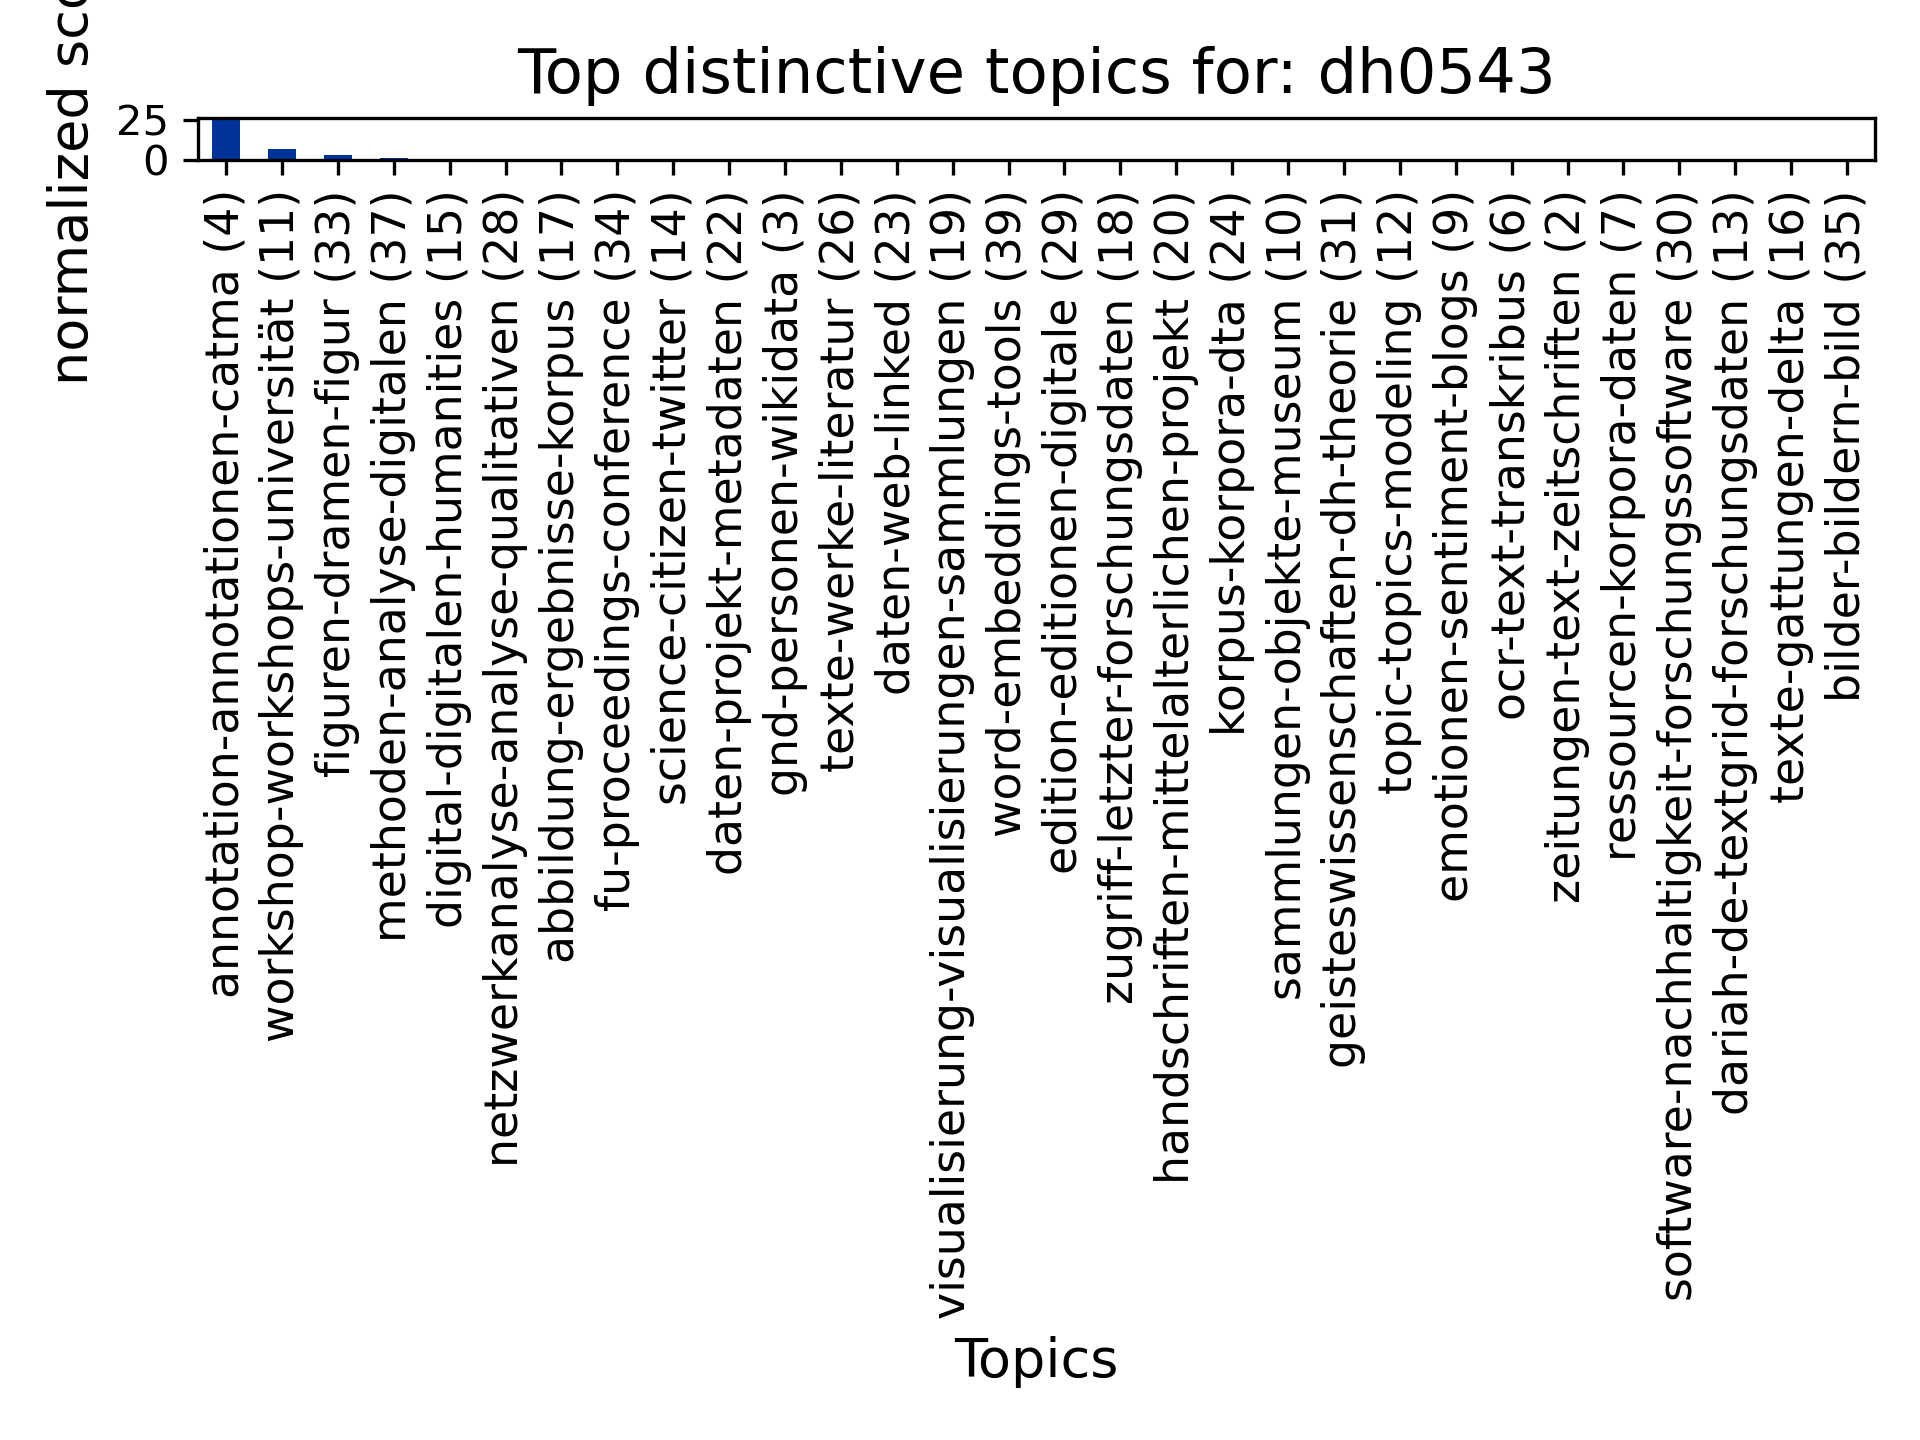 Top distinctive topics for: dh0543
normalized
25
0
annotation-annotationen-catma (4)
workshop-workshops-universität (11)
figuren-dramen-figur (33)
methoden-analyse-digitalen (37)
digital-digitalen-humanities (15)
netzwerkanalyse-analyse-qualitativen (28)
abbildung-ergebnisse-korpus (17)
fu-proceedings-conference (34)
science-citizen-twitter (14)
daten-projekt-metadaten (22)
gnd-personen-wikidata (3)
texte-werke-literatur (26)
daten-web-linked (23)
visualisierung-visualisierungen-sammlungen (19)
word-embeddings-tools (39)
edition-editionen-digitale (29)
zugriff-letzter-forschungsdaten (18)
handschriften-mittelalterlichen-projekt (20)
korpus-korpora-dta (24)
sammlungen-objekte-museum (10)
geisteswissenschaften-dh-theorie (31)
topic-topics-modeling (12)
emotionen-sentiment-blogs (9)
ocr-text-transkribus (6)
zeitungen-text-zeitschriften (2)
ressourcen-korpora-daten (7)
software-nachhaltigkeit-forschungssoftware (30)
dariah-de-textgrid-forschungsdaten (13)
texte-gattungen-delta (16)
bilder-bildern-bild (35)
Topics